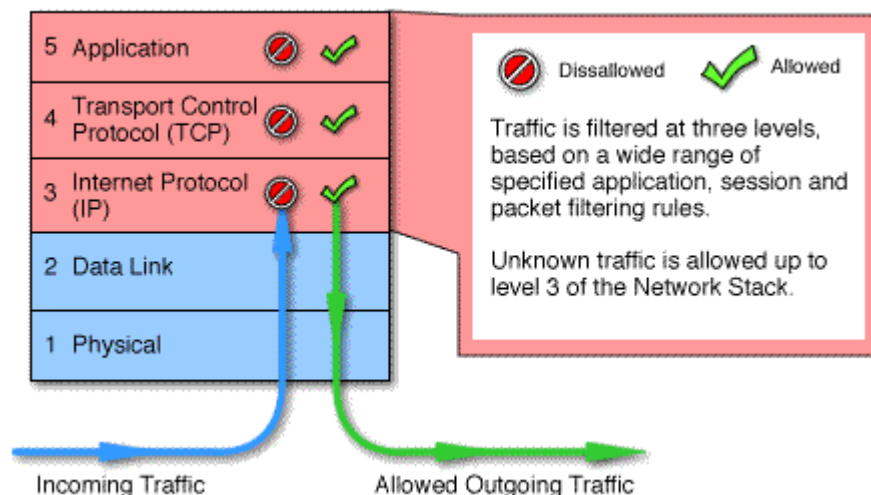 5 Application
4 Transport Control
Protocol (TCP)
3 Internet Protocol
(IP)
2 Data Link
1 Physical
Dissallowed
Allowed
Traffic is filtered at three levels,
based on a wide range of
specified application, session and
packet filtering rules.
Unknown traffic is allowed up to
level 3 of the Network Stack.
Incoming Traffic
Allowed Outgoing Traffic